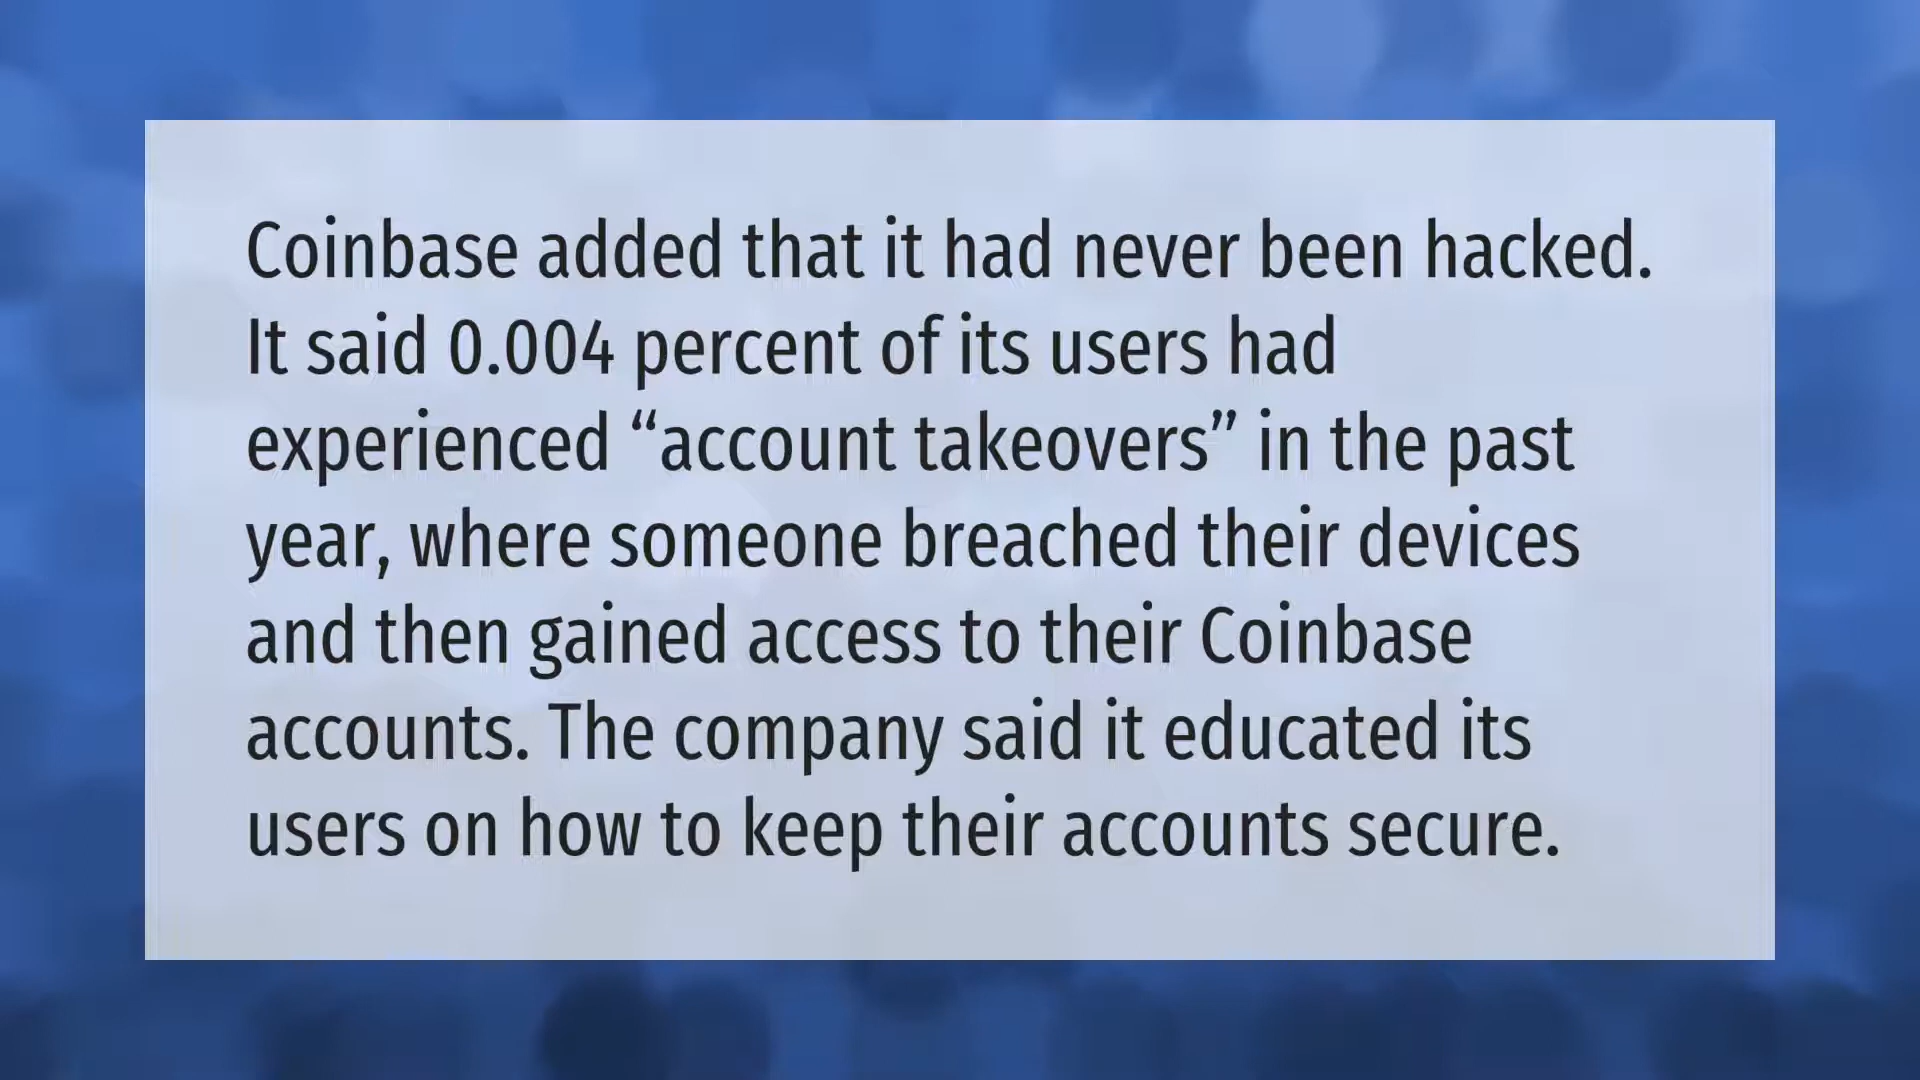 Coinbase added that it had never been hacked.
It said 0.004 percent of its users had
experienced “account takeovers” in the past
year, where someone breached their devices
and then gained access to their Coinbase
accounts. The company said it educated its
users on how to keep their accounts secure.